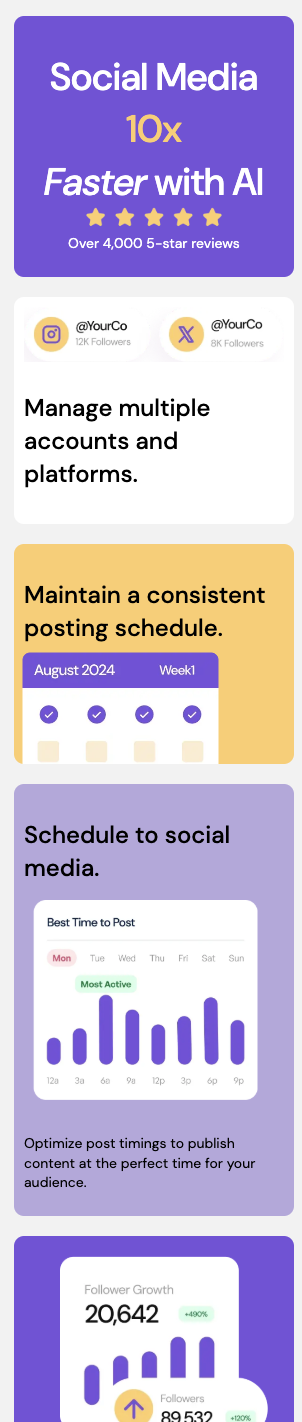 Social Media
10x
Faster with AI
Over 4,000 5-star reviews
@YourCo
12K Followers
@YourCo
8K Followers
Manage multiple
accounts and
platforms.
Maintain a consistent
posting schedule.
August 2024 Week1
Schedule to social
media.
Best Time to Post
Mon Tue Wed Thu Fri Sat Sun
Most Active
12a 3a 6a 9a 12p 3p 6p 9p
Optimize post timings to publish
content at the perfect time for your
audience.
Follower Growth
20,642 +490%
Followers
89,532 +120%